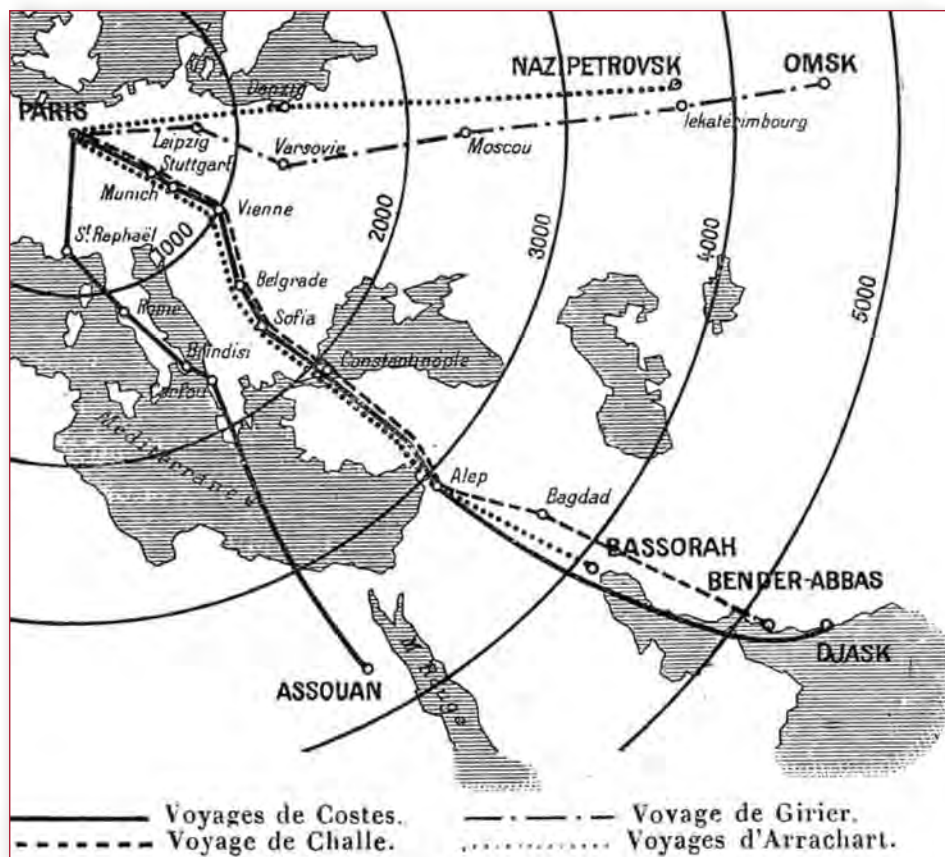 NAZ PETROVSK
OMSK
PARIS
Danzig
Iekatérimbourg
Leipzig
Varsovie
Moscou
Stuttgart
Munich
Vienne
St Raphaël
1000
2000
3000
4000
5000
Belgrade
Rome
Sofia
Brindisi
Constantinople
Corfou
Méditerranée
Alep
Bagdad
BASSORAH
BENDER-ABBAS
DJASK
ASSOUAN
M. Rouge
Voyages de Costes.
Voyage de Girier.
Voyage de Challe.
Voyages d'Arrachart.